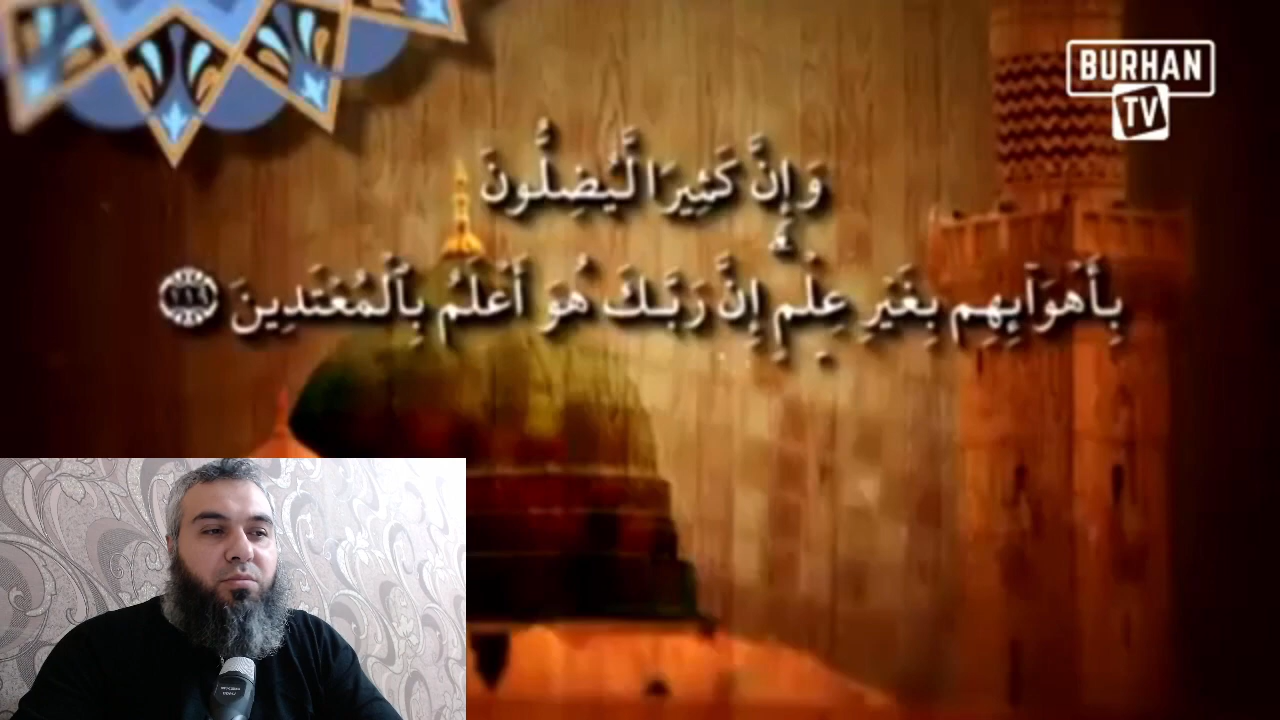 BURHAN
TV
وَإِنَّ كَثِيرًا لَّيُضِلُّونَ
بِأَهْوَآئِهِم بِغَيْرِ عِلْمٍ إِنَّ رَبَّكَ هُوَ أَعْلَمُ بِٱلْمُعْتَدِينَ